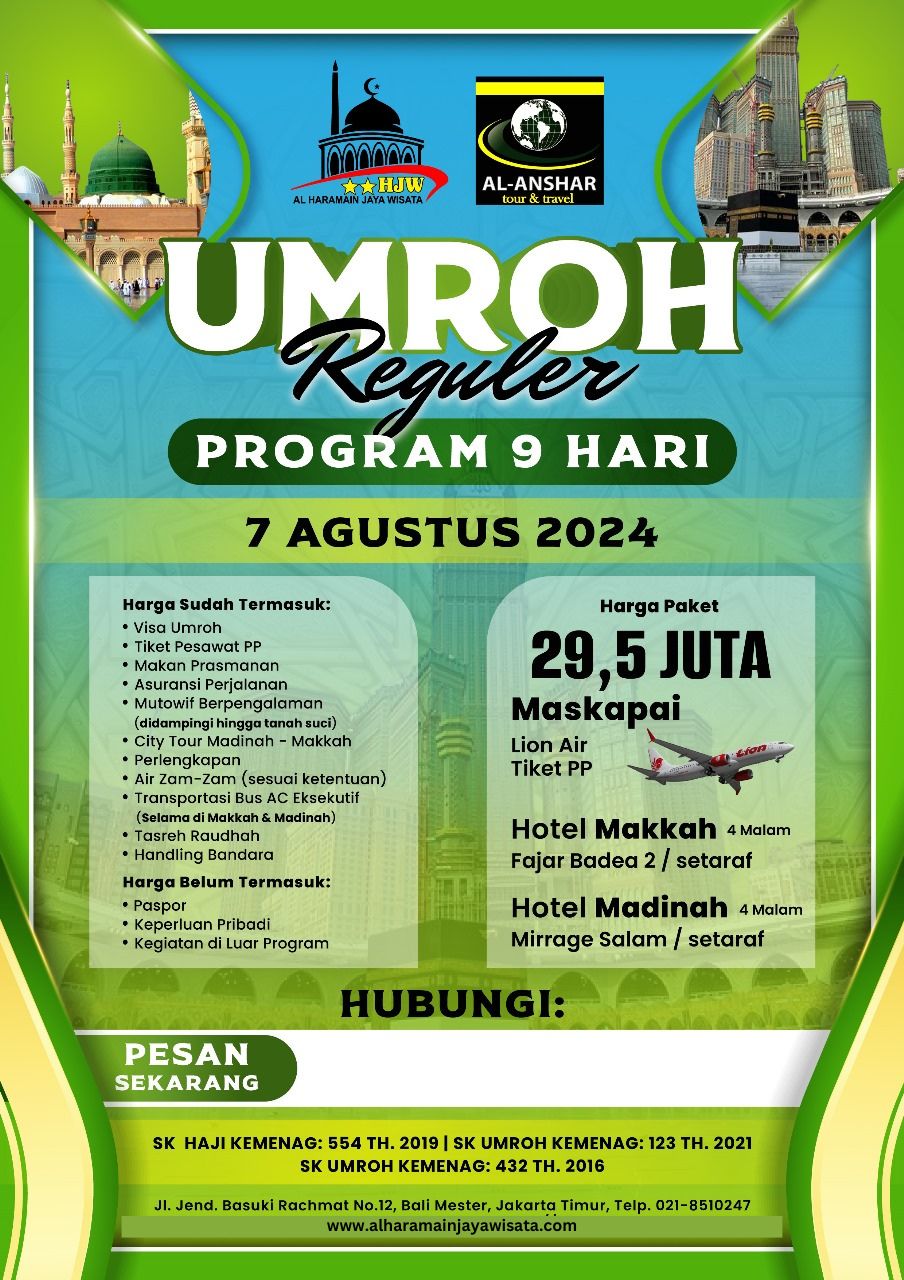 HJW
AL HARAMAIN JAYA WISATA
AL-ANSHAR
tour & travel
UMROH
Reguler
PROGRAM 9 HARI
7 AGUSTUS 2024
Harga Sudah Termasuk:
• Visa Umroh
• Tiket Pesawat PP
• Makan Prasmanan
• Asuransi Perjalanan
• Mutowif Berpengalaman
(didampingi hingga tanah suci)
• City Tour Madinah - Makkah
• Perlengkapan
• Air Zam-Zam (sesuai ketentuan)
• Transportasi Bus AC Eksekutif
(Selama di Makkah & Madinah)
• Tasreh Raudhah
• Handling Bandara
Harga Belum Termasuk:
• Paspor
• Keperluan Pribadi
• Kegiatan di Luar Program
Harga Paket
29,5 JUTA
Maskapai
Lion Air
Tiket PP
Lion
Hotel Makkah 4 Malam
Fajar Badea 2 / setaraf
Hotel Madinah 4 Malam
Mirrage Salam / setaraf
HUBUNGI:
PESAN
SEKARANG
SK HAJI KEMENAG: 554 TH. 2019 | SK UMROH KEMENAG: 123 TH. 2021
SK UMROH KEMENAG: 432 TH. 2016
Jl. Jend. Basuki Rachmat No.12, Bali Mester, Jakarta Timur, Telp. 021-8510247
www.alharamainjayawisata.com